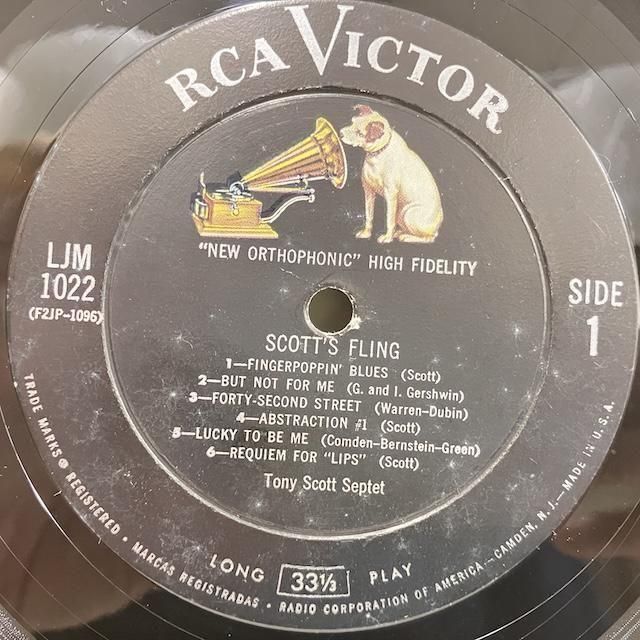 RCA VICTOR
"NEW ORTHOPHONIC" HIGH FIDELITY
LJM
1022
(F2JP-1096)
SIDE
1
SCOTT'S FLING
1—FINGERPOPPIN' BLUES (Scott)
2—BUT NOT FOR ME (G. and I. Gershwin)
3—FORTY-SECOND STREET (Warren-Dubin)
4—ABSTRACTION #1 (Scott)
5—LUCKY TO BE ME (Comden-Bernstein-Green)
6—REQUIEM FOR "LIPS" (Scott)
Tony Scott Septet
LONG 33⅓ PLAY
TRADE MARKS ® REGISTERED • MARCAS REGISTRADAS • RADIO CORPORATION OF AMERICA—CAMDEN, N. J.—MADE IN U.S.A.